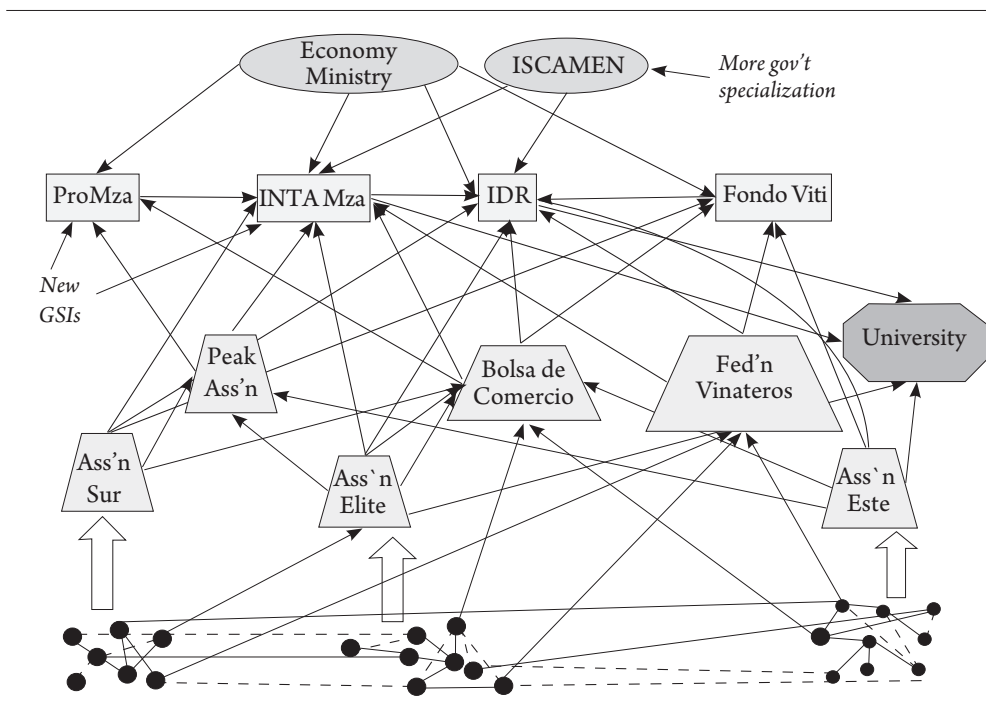 Economy
Ministry
ISCAMEN
More gov't
specialization
ProMza
INTA Mza
IDR
Fondo Viti
New
GSIs
University
Peak
Ass'n
Bolsa de
Comercio
Fed'n
Vinateros
Ass'n
Sur
Ass`n
Elite
Ass`n
Este